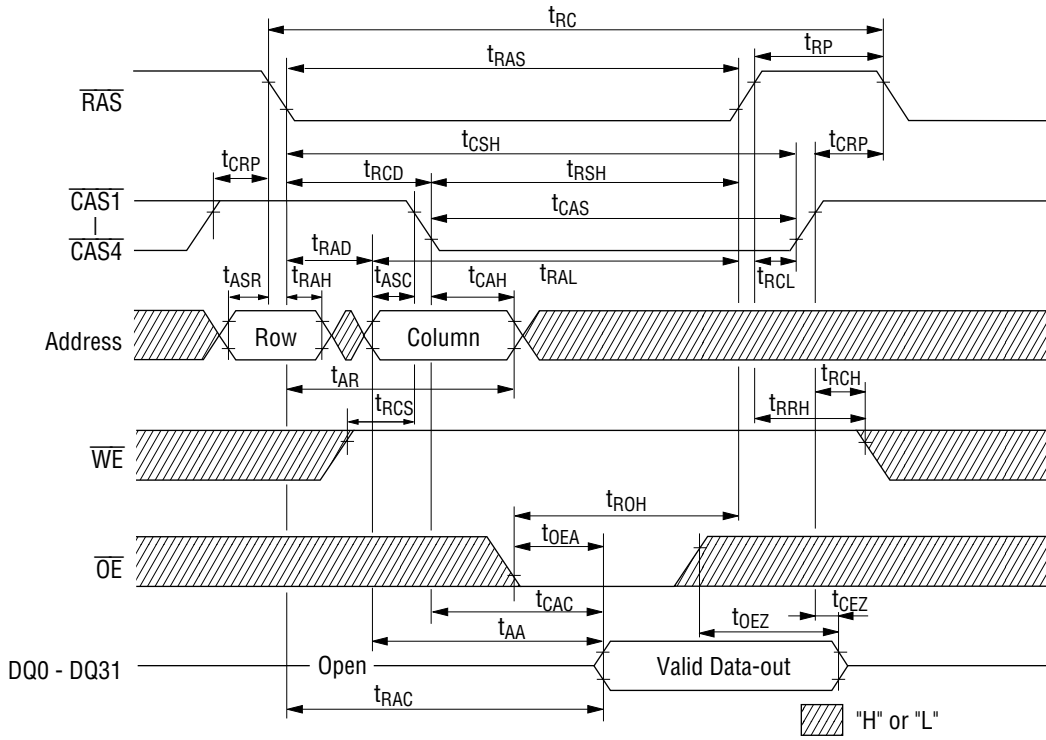 tRC
tRP
tRAS
RAS
tCSH
tCRP
tCRP
tRCD
tRSH
CAS1
tCAS
CAS4
tRAD
tASC
tCAH
tRAL
tRCL
tASR
tRAH
Address
Row
Column
tAR
tRCH
tRCS
tRRH
WE
tROH
tOEA
OE
tCAC
tCEZ
tAA
tOEZ
DQ0 - DQ31
Open
Valid Data-out
tRAC
"H" or "L"